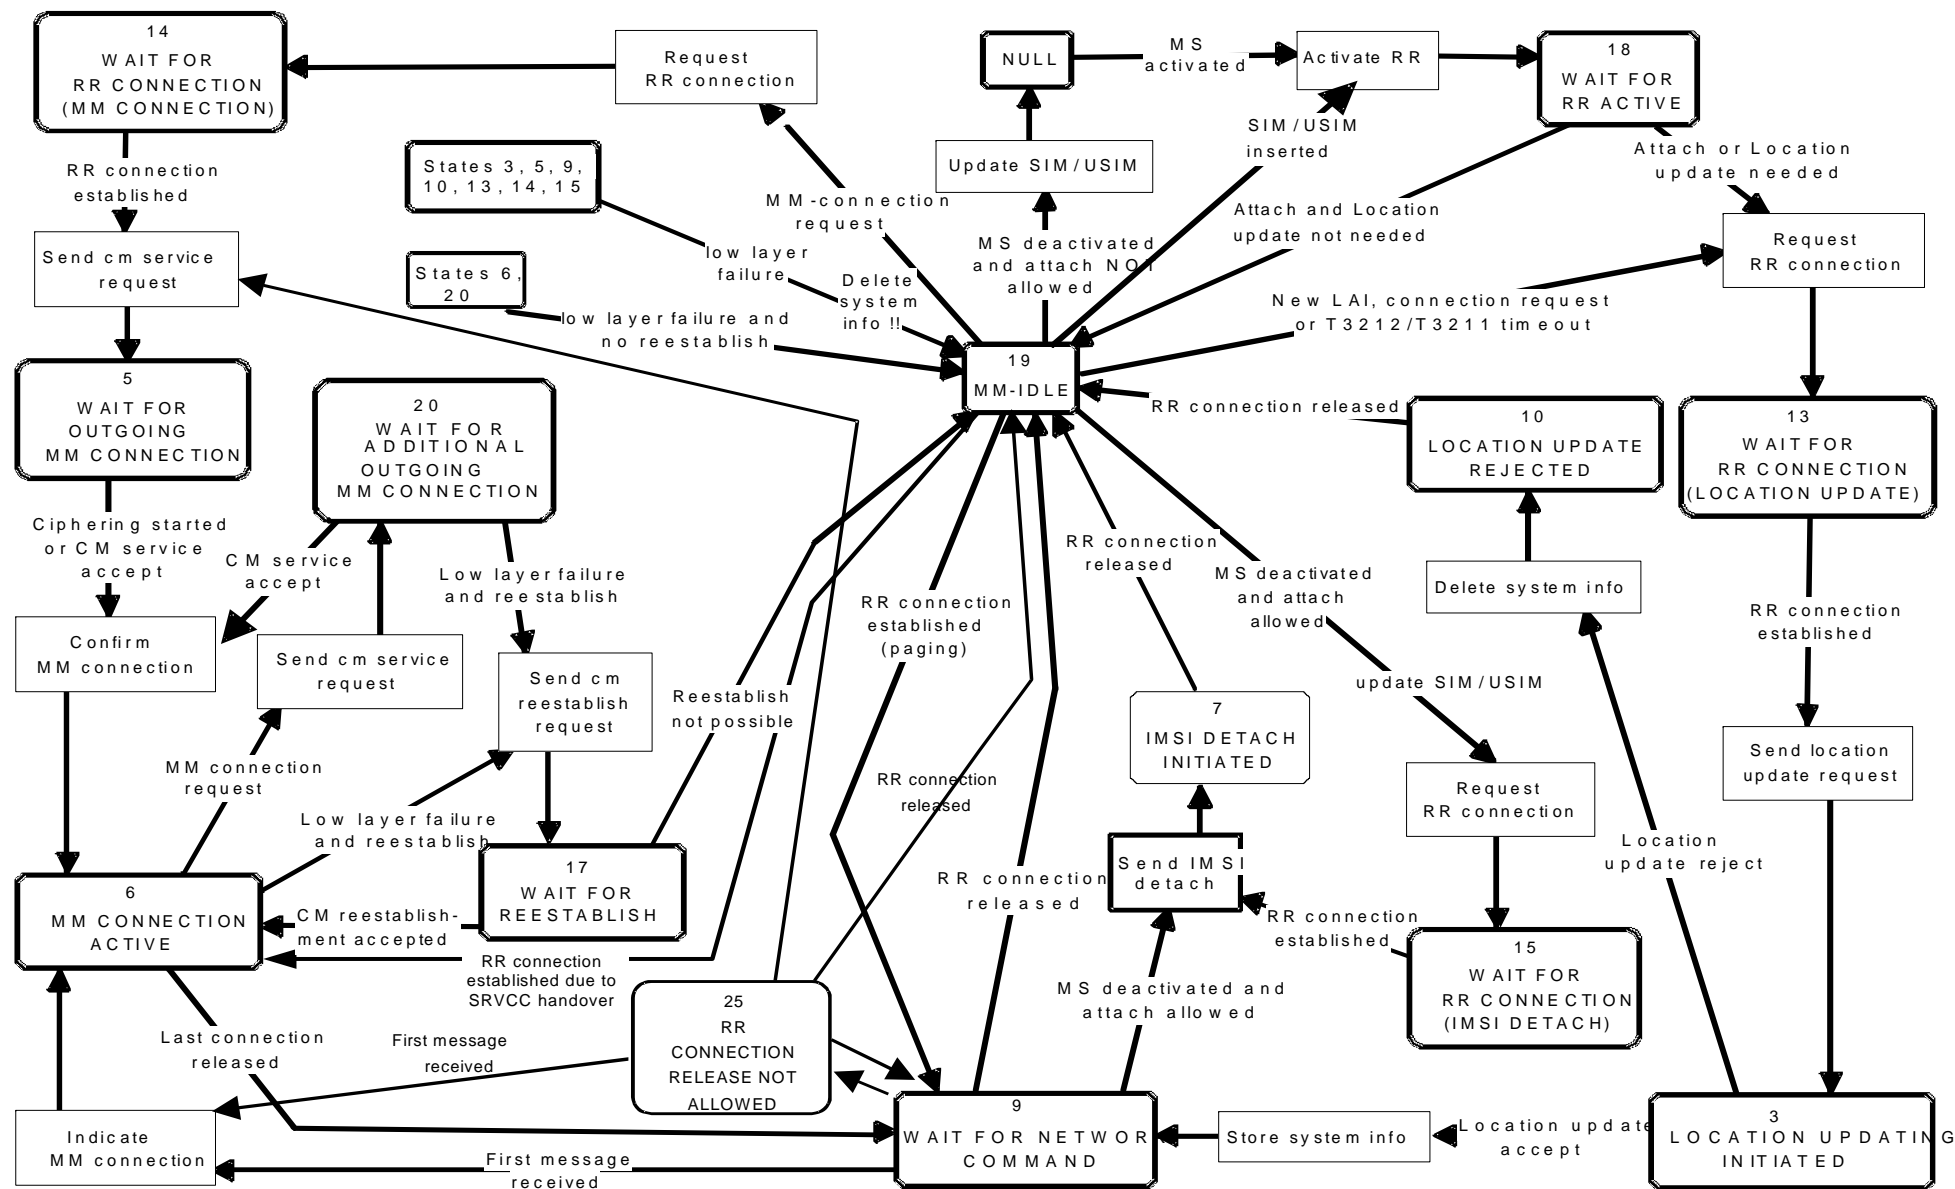 14
WAIT FOR
RR CONNECTION
(MM CONNECTION)
Request
RR connection
NULL
MS
activated
Activate RR
18
WAIT FOR
RR ACTIVE
RR connection
established
States 3, 5, 9,
10, 13, 14, 15
Update SIM/USIM
SIM/USIM
inserted
Attach or Location
update needed
MM-connection
request
Attach and Location
update not needed
Send cm service
request
States 6,
20
low layer
failure
Delete
system
info !!
MS deactivated
and attach NOT
allowed
Request
RR connection
low layer failure and
no reestablish
New LAI, connection request
or T3212/T3211 timeout
19
MM-IDLE
5
WAIT FOR
OUTGOING
MM CONNECTION
20
WAIT FOR
ADDITIONAL
OUTGOING
MM CONNECTION
RR connection released
10
LOCATION UPDATE
REJECTED
13
WAIT FOR
RR CONNECTION
(LOCATION UPDATE)
Ciphering started
or CM service
accept
CM service
accept
Low layer failure
and reestablish
RR connection
established
(paging)
RR connection
released
MS deactivated
and attach
allowed
Delete system info
RR connection
established
Confirm
MM connection
Send cm service
request
Send cm
reestablish
request
Reestablish
not possible
update SIM/USIM
7
IMSI DETACH
INITIATED
Send location
update request
MM connection
request
RR connection
released
Request
RR connection
Low layer failure
and reestablish
Location
update reject
6
MM CONNECTION
ACTIVE
17
WAIT FOR
REESTABLISH
CM reestablish-
ment accepted
RR connection
released
Send IMSI
detach
RR connection
established
15
WAIT FOR
RR CONNECTION
(IMSI DETACH)
RR connection
established due to
SRVCC handover
25
RR
CONNECTION
RELEASE NOT
ALLOWED
MS deactivated and
attach allowed
Last connection
released
First message
received
Indicate
MM connection
First message
received
9
WAIT FOR NETWOR
COMMAND
Store system info
Location update
accept
3
LOCATION UPDATING
INITIATED